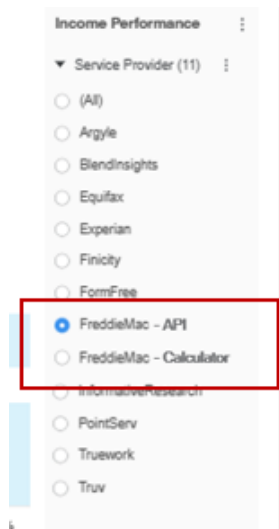 Income Performance
Service Provider (11)
(All)
Argyle
BlendInsights
Equifax
Experian
Finicity
FormFree
FreddieMac - API
FreddieMac - Calculator
InformativeResearch
PointServ
Truework
Truv